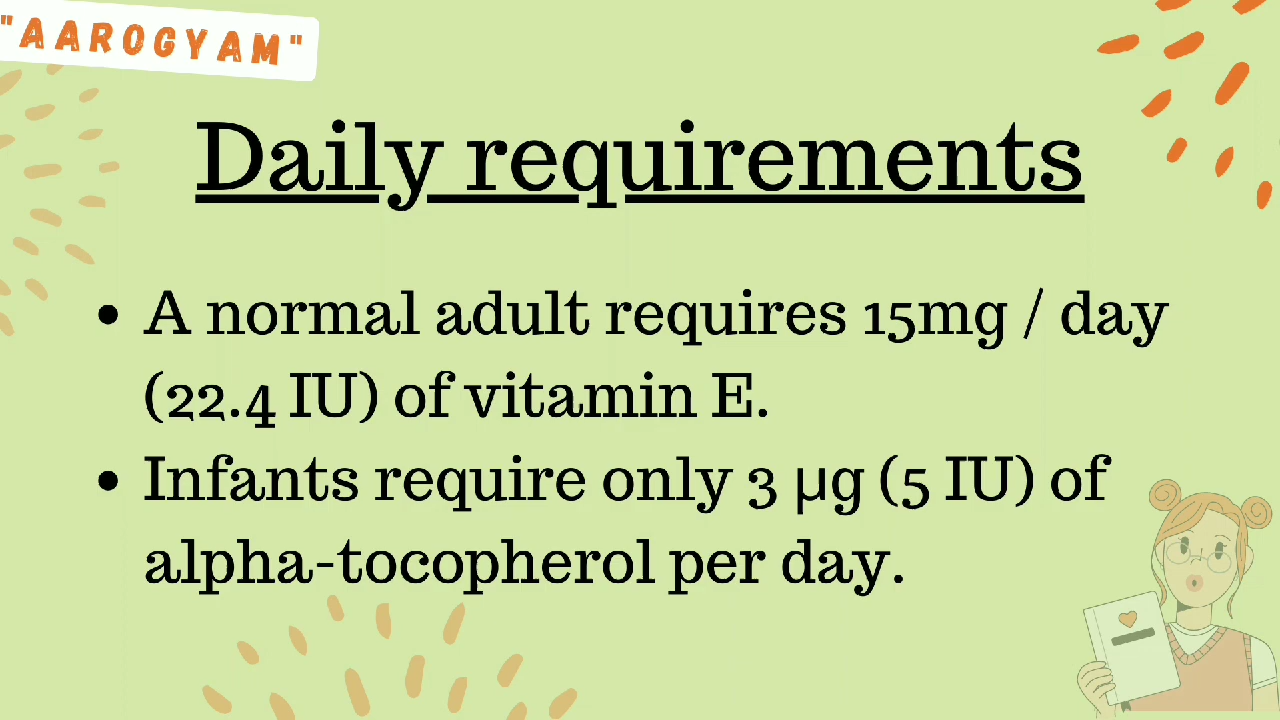 "AAROGYAM"
Daily requirements
• A normal adult requires 15mg / day
(22.4 IU) of vitamin E.
• Infants require only 3 µg (5 IU) of
alpha-tocopherol per day.